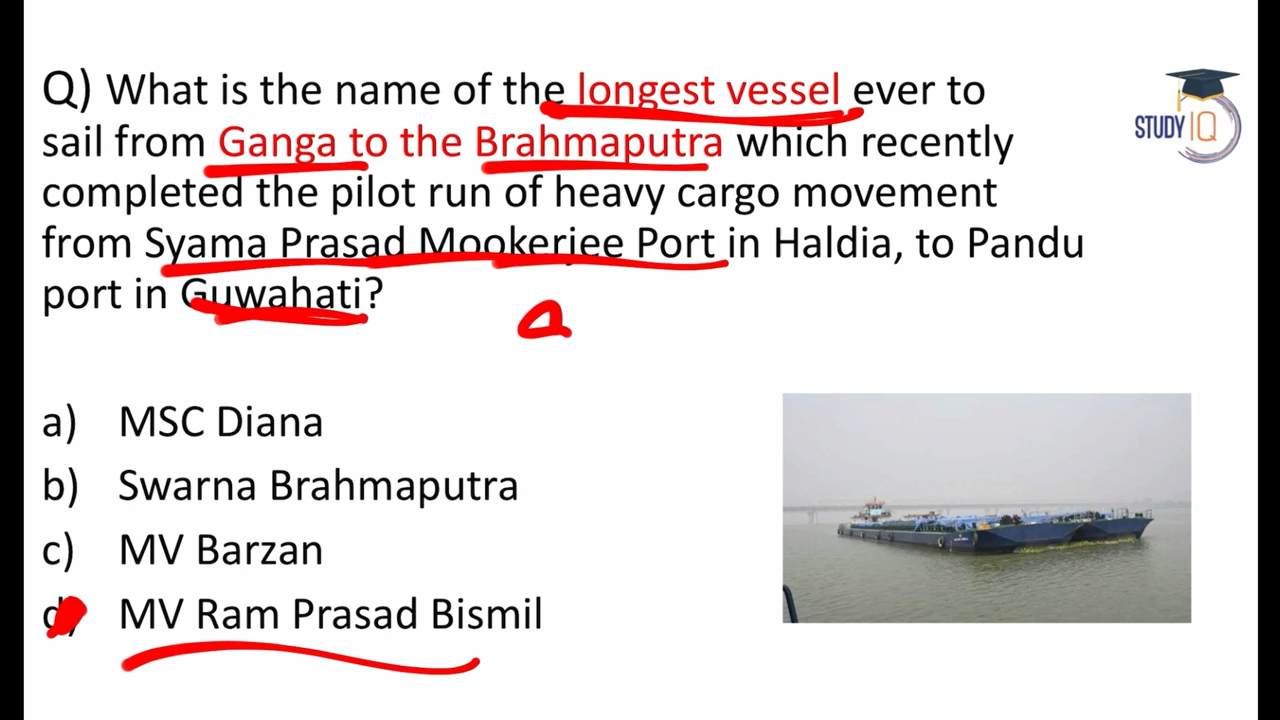 Q) What is the name of the longest vessel ever to
sail from Ganga to the Brahmaputra which recently
completed the pilot run of heavy cargo movement
from Syama Prasad Mookerjee Port in Haldia, to Pandu
port in Guwahati?
STUDY IQ
a) MSC Diana
b) Swarna Brahmaputra
c) MV Barzan
d) MV Ram Prasad Bismil